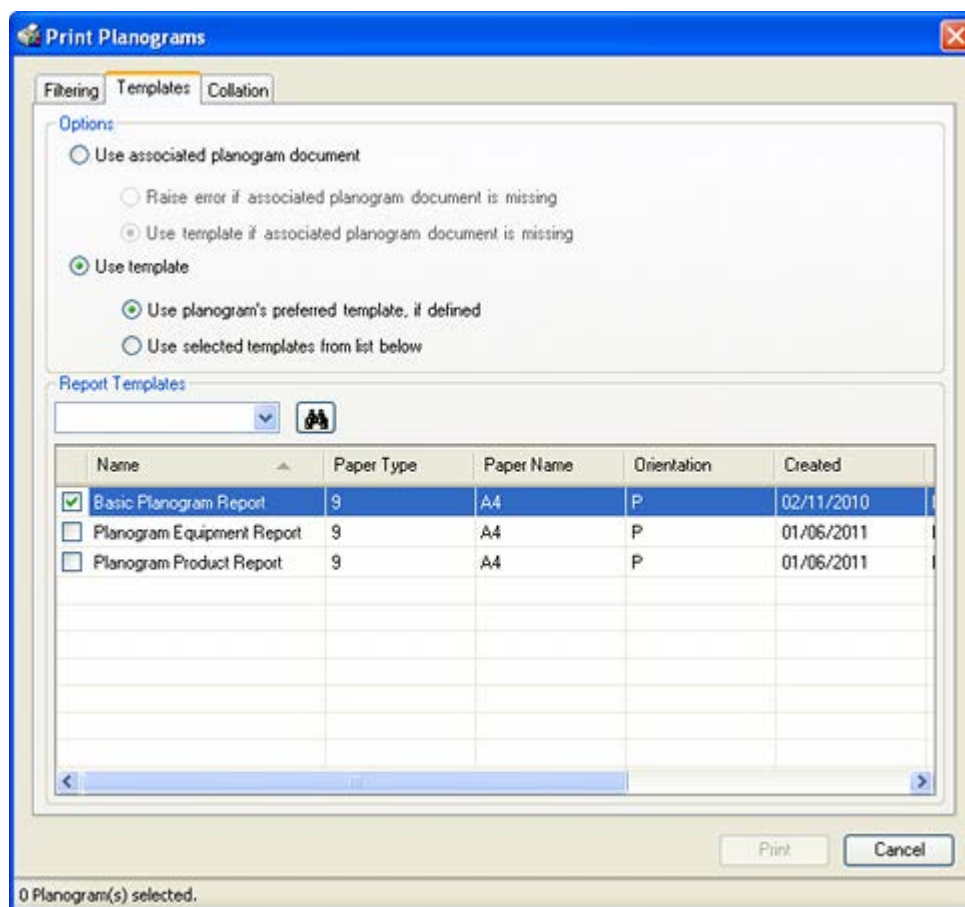 Print Planograms
Filtering Templates Collation
Options
Use associated planogram document
Raise error if associated planogram document is missing
Use template if associated planogram document is missing
Use template
Use planogram's preferred template, if defined
Use selected templates from list below
Report Templates
Name Paper Type Paper Name Orientation Created
Basic Planogram Report 9 A4 P 02/11/2010
Planogram Equipment Report 9 A4 P 01/06/2011
Planogram Product Report 9 A4 P 01/06/2011
Print Cancel
0 Planogram(s) selected.